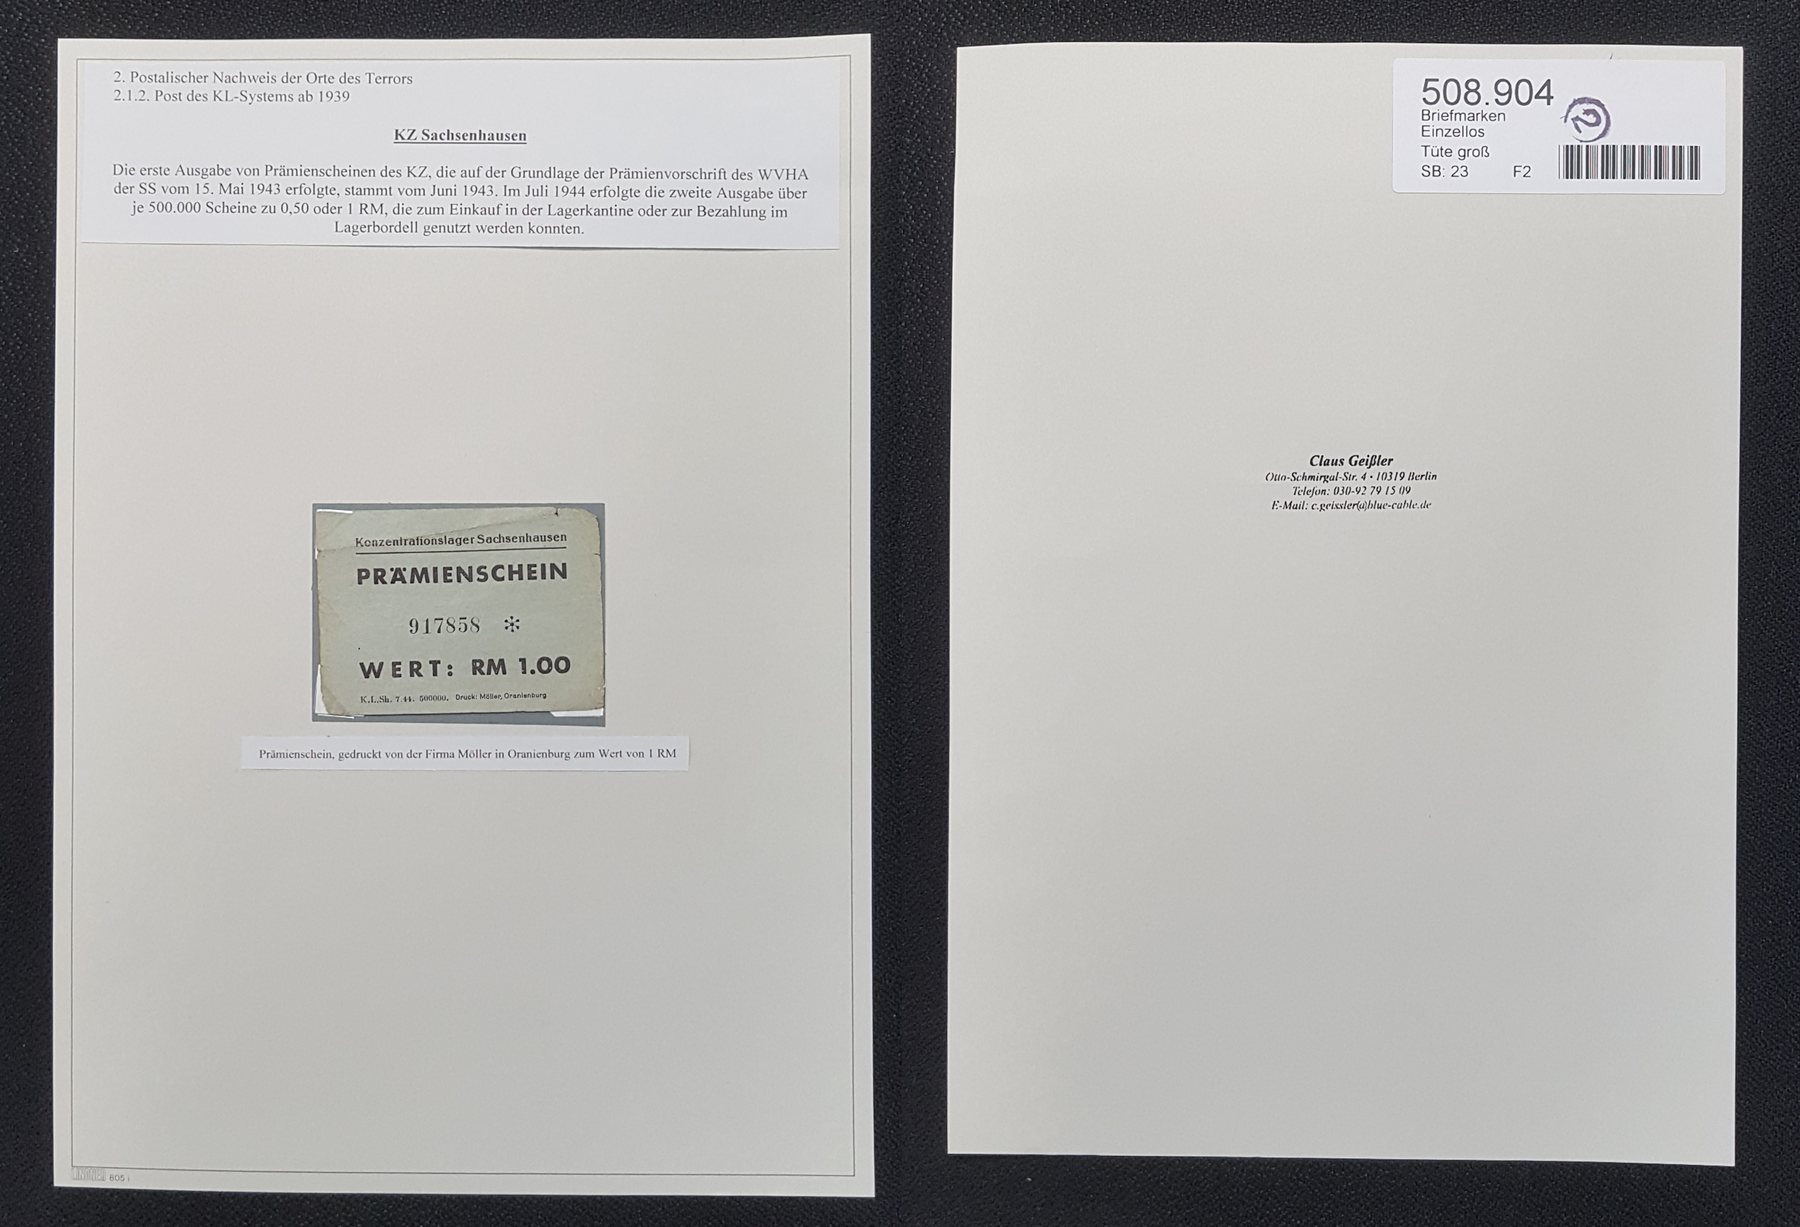 2. Postalischer Nachweis der Orte des Terrors
2.1.2. Post des KL-Systems ab 1939
KZ Sachsenhausen
Die erste Ausgabe von Prämienscheinen des KZ, die auf der Grundlage der Prämienvorschrift des WVHA
der SS vom 15. Mai 1943 erfolgte, stammt vom Juni 1943. Im Juli 1944 erfolgte die zweite Ausgabe über
je 500.000 Scheine zu 0,50 oder 1 RM, die zum Einkauf in der Lagerkantine oder zur Bezahlung im
Lagerbordell genutzt werden konnten.
Konzentrationslager Sachsenhausen
PRÄMIENSCHEIN
917858 *
WERT: RM 1.00
K.L.Sh. 7.44. 500000. Druck: Möller, Oranienburg
Prämienschein, gedruckt von der Firma Möller in Oranienburg zum Wert von 1 RM
805 i
508.904
Briefmarken
Einzellos
Tüte groß
SB: 23 F2
Claus Geißler
Otto-Schmirgal-Str. 4 • 10319 Berlin
Telefon: 030-92 79 15 09
E-Mail: c.geissler@blue-cable.de